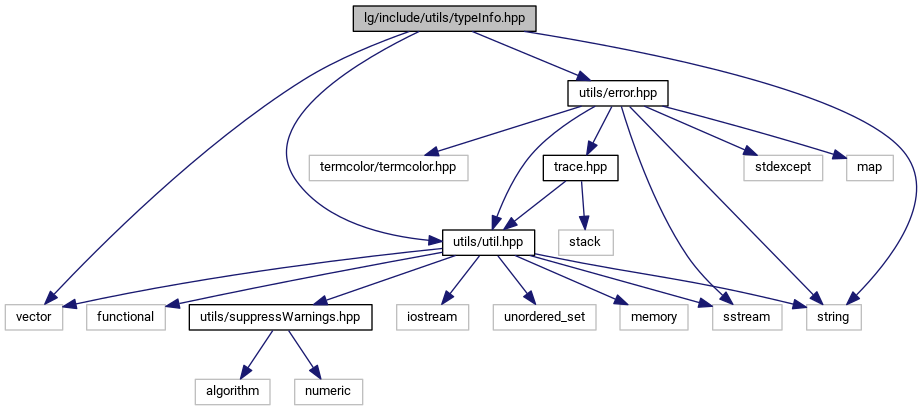 lg/include/utils/typeInfo.hpp
utils/error.hpp
termcolor/termcolor.hpp
trace.hpp
stdexcept
map
utils/util.hpp
stack
vector
functional
utils/suppressWarnings.hpp
iostream
unordered_set
memory
sstream
string
algorithm
numeric